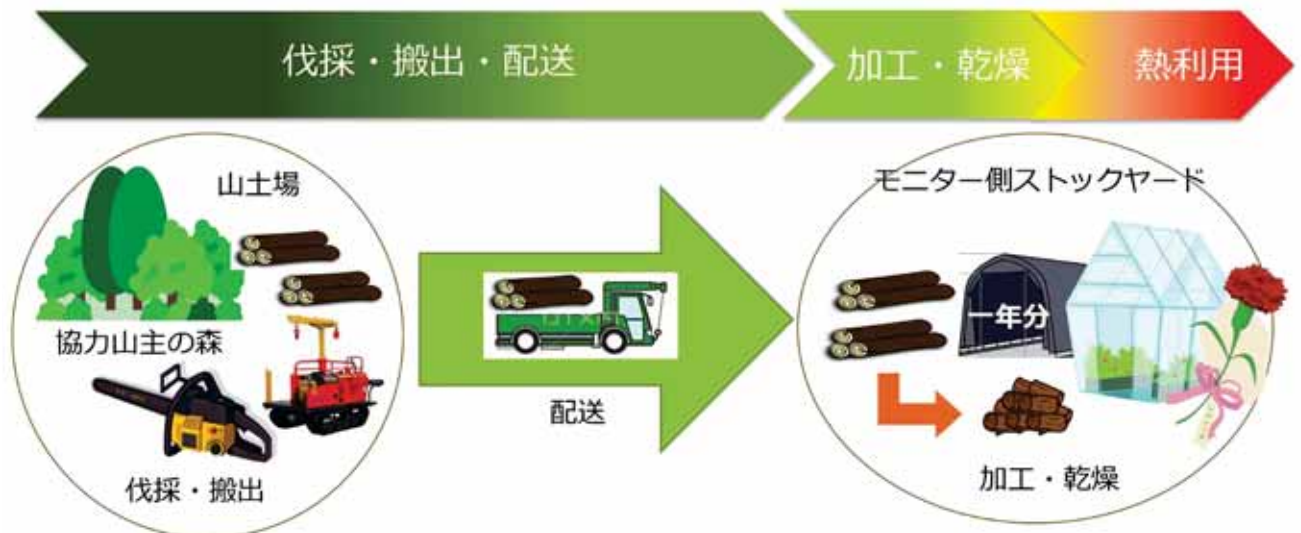 伐採・搬出・配送
加工・乾燥
熱利用
山土場
協力山主の森
伐採・搬出
配送
モニター側ストックヤード
一年分
加工・乾燥